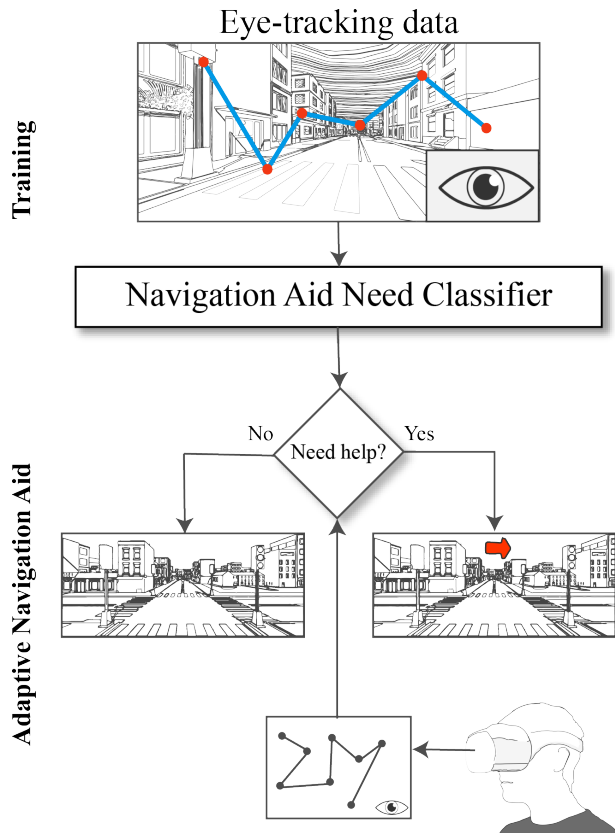 Eye-tracking data
Training
Navigation Aid Need Classifier
No
Yes
Need help?
Adaptive Navigation Aid